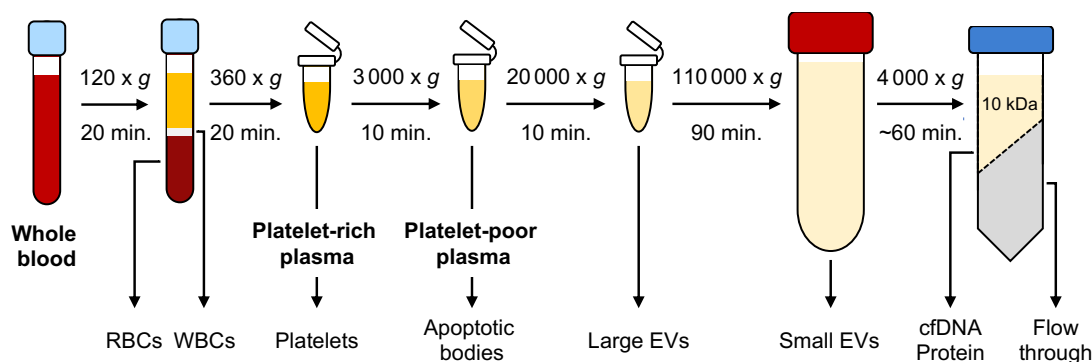 120 x g
360 x g
3 000 x g
20 000 x g
110 000 x g
4 000 x g
20 min.
20 min.
10 min.
10 min.
90 min.
~60 min.
10 kDa
Whole
blood
Platelet-rich
plasma
Platelet-poor
plasma
RBCs
WBCs
Platelets
Apoptotic
bodies
Large EVs
Small EVs
cfDNA
Protein
Flow
through